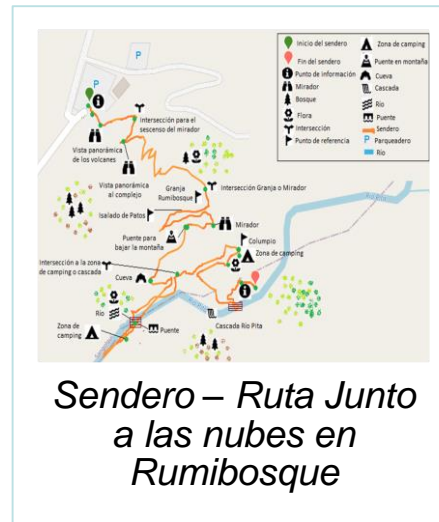 P
P
Inicio del sendero
Fin del sendero
Punto de información
Mirador
Bosque
Flora
Intersección
Punto de referencia
Zona de camping
Puente en montaña
Cueva
Cascada
Río
Puente
Sendero
P Parqueadero
Río
Intersección para el
descenso del mirador
Vista panorámica
de los volcanes
Vista panorámica
al complejo
Granja
Rumibosque
Intersección Granja o Mirador
Isalado de Patos
Puente para
bajar la montaña
Mirador
Columpio
Zona de camping
Intersección a la zona
de camping o cascada
Cueva
Río
Puente
Zona de
camping
Cascada Río Pita
Sendero – Ruta Junto
a las nubes en
Rumibosque